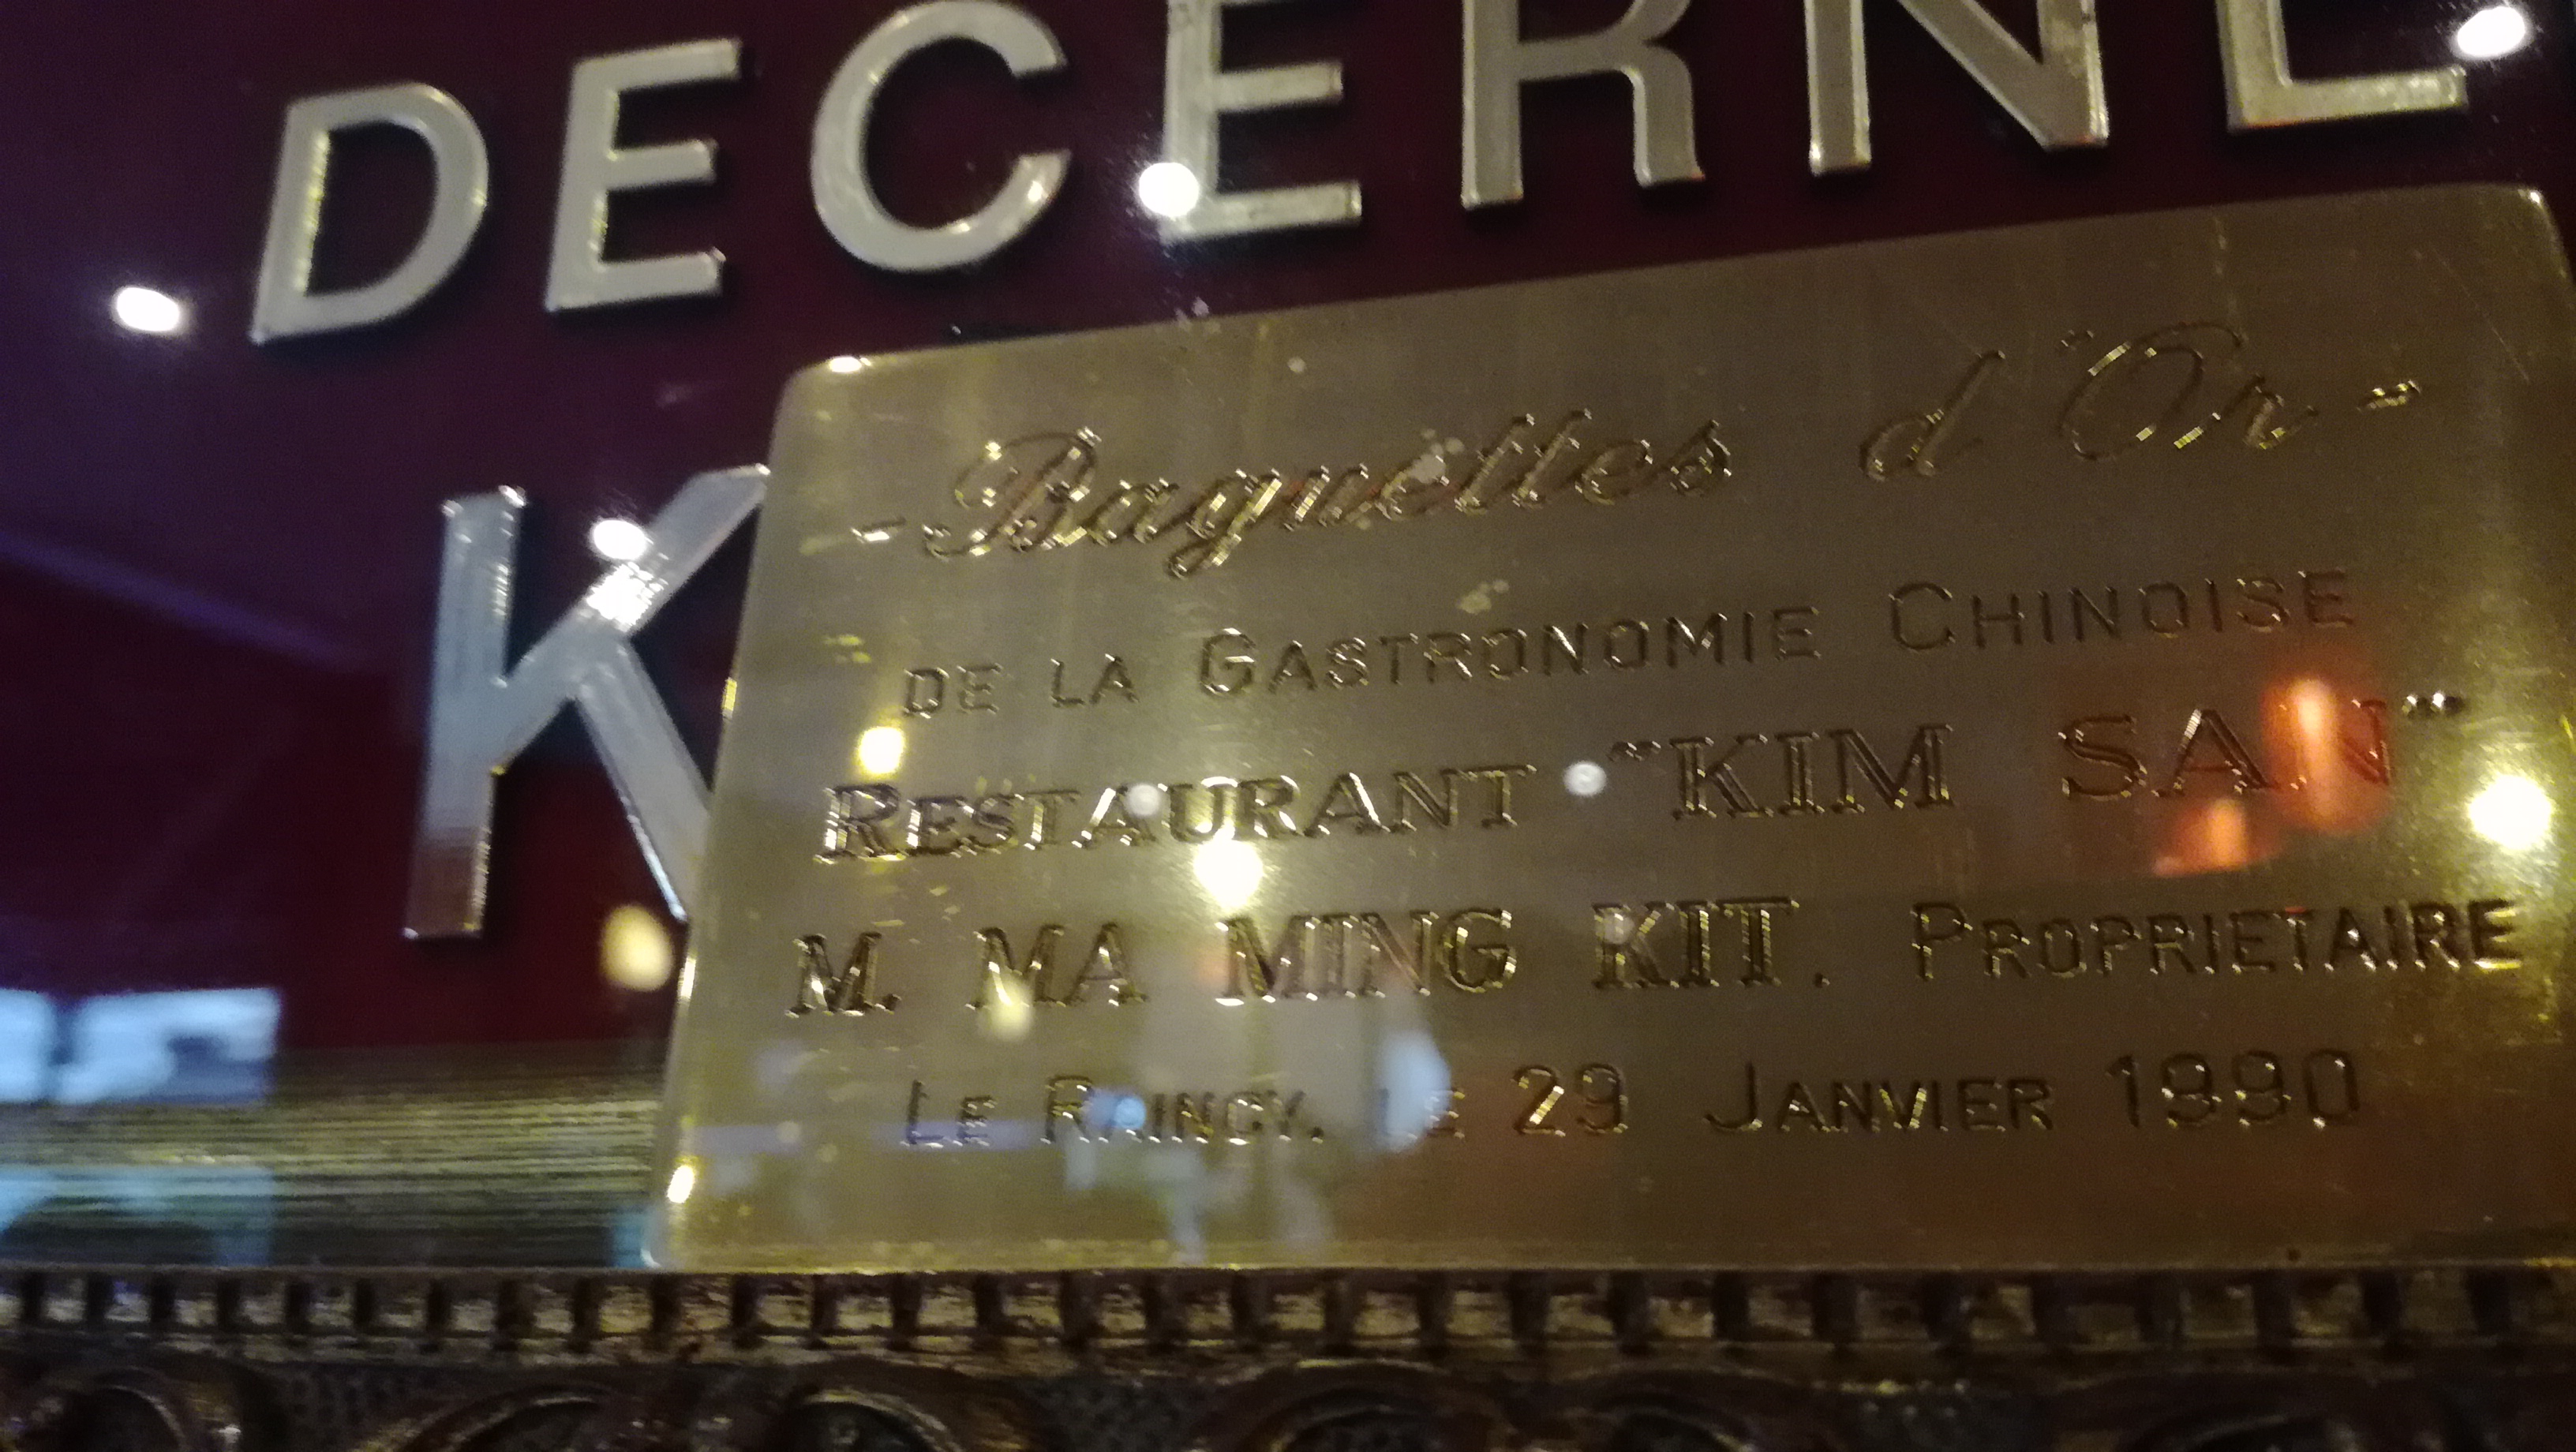 DECERNE
K
- Baguettes d'Or -
DE LA GASTRONOMIE CHINOISE
RESTAURANT "KIM SAN"
M. MA MING KIT. PROPRIETAIRE
LE RAINCY, LE 29 JANVIER 1990